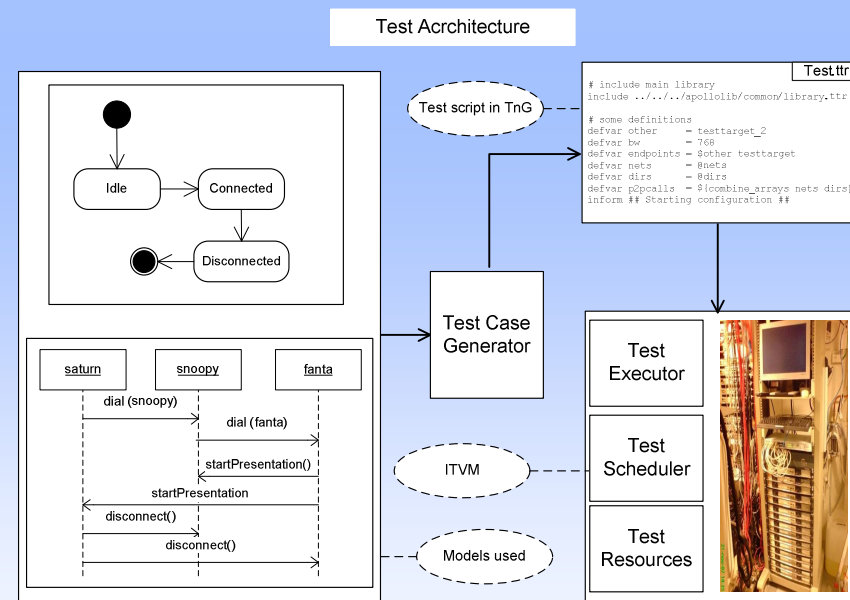 Test Acrchitecture
Idle
Connected
Disconnected
saturn
snoopy
fanta
dial (snoopy)
dial (fanta)
startPresentation()
startPresentation
disconnect()
disconnect()
Test script in TnG
Test Case
Generator
ITVM
Models used
Test.ttr
# include main library
include ../../../apollolib/common/library.ttr
# some definitions
defvar other = testtarget_2
defvar bw = 768
defvar endpoints = $other testtarget
defvar nets = @nets
defvar dirs = @dirs
defvar p2pcalls = $(combine_arrays nets dirs
inform ## Starting configuration ##
Test
Executor
Test
Scheduler
Test
Resources